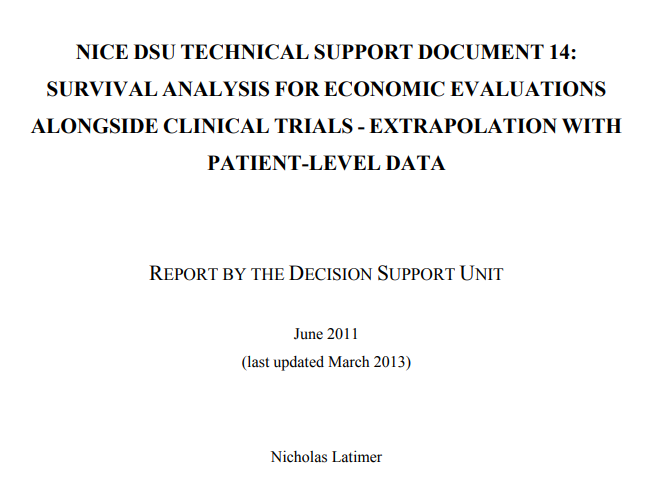 NICE DSU TECHNICAL SUPPORT DOCUMENT 14:
SURVIVAL ANALYSIS FOR ECONOMIC EVALUATIONS
ALONGSIDE CLINICAL TRIALS - EXTRAPOLATION WITH
PATIENT-LEVEL DATA
REPORT BY THE DECISION SUPPORT UNIT
June 2011
(last updated March 2013)
Nicholas Latimer